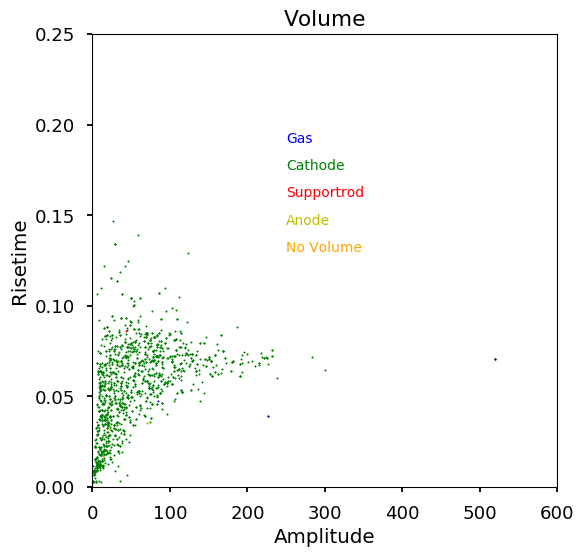 Volume
0.25
0.20
0.15
0.10
0.05
0.00
Risetime
Gas
Cathode
Supportrod
Anode
No Volume
0 100 200 300 400 500 600
Amplitude